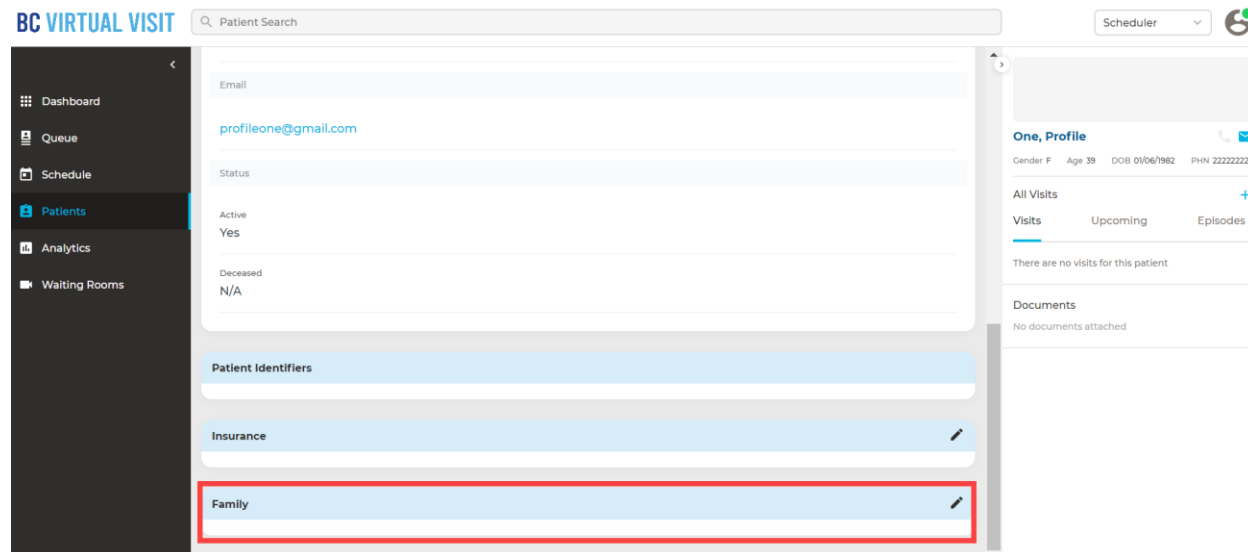 BC VIRTUAL VISIT
Patient Search
Scheduler
Dashboard
Queue
Schedule
Patients
Analytics
Waiting Rooms
Email
profileone@gmail.com
Status
Active
Yes
Deceased
N/A
Patient Identifiers
Insurance
Family
One, Profile
Gender F Age 39 DOB 01/06/1982 PHN 22222222
All Visits
Visits Upcoming Episodes
There are no visits for this patient
Documents
No documents attached